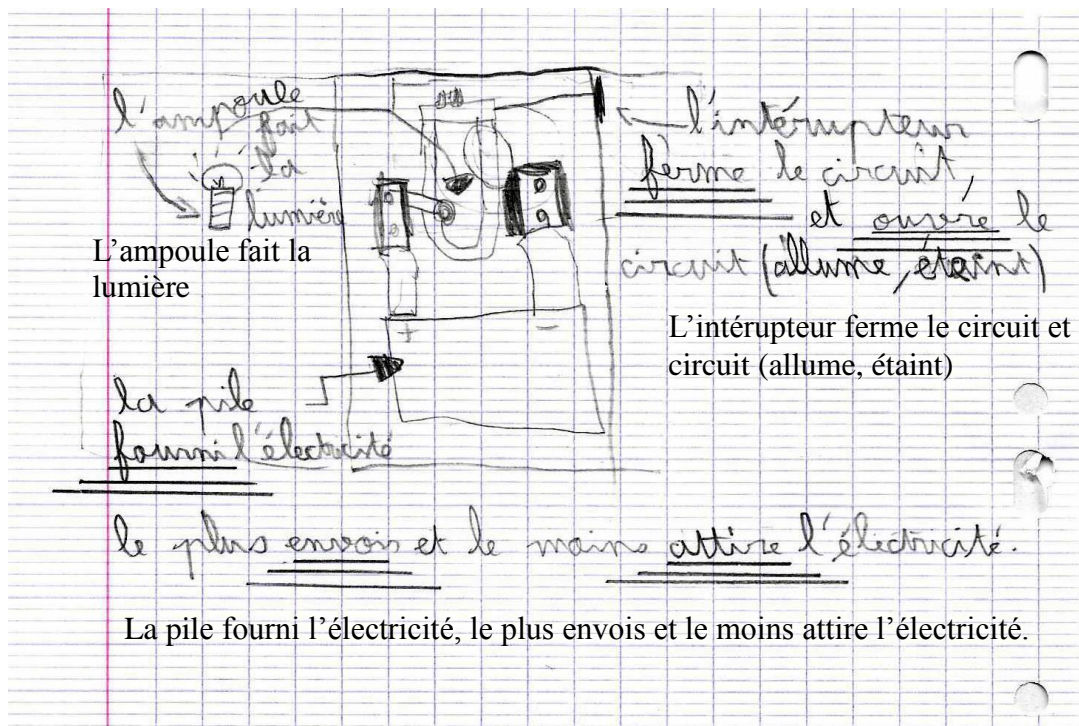 l'ampoule
fait
la
lumière
L'ampoule fait la
lumière
l'intérupteur
ferme le circuit,
et ouvre le
circuit (allume, étaint)
L'intérupteur ferme le circuit et
circuit (allume, étaint)
+ −
la pile
fourni l'électricité
le plus envois et le moins attire l'électricité.
La pile fourni l'électricité, le plus envois et le moins attire l'électricité.